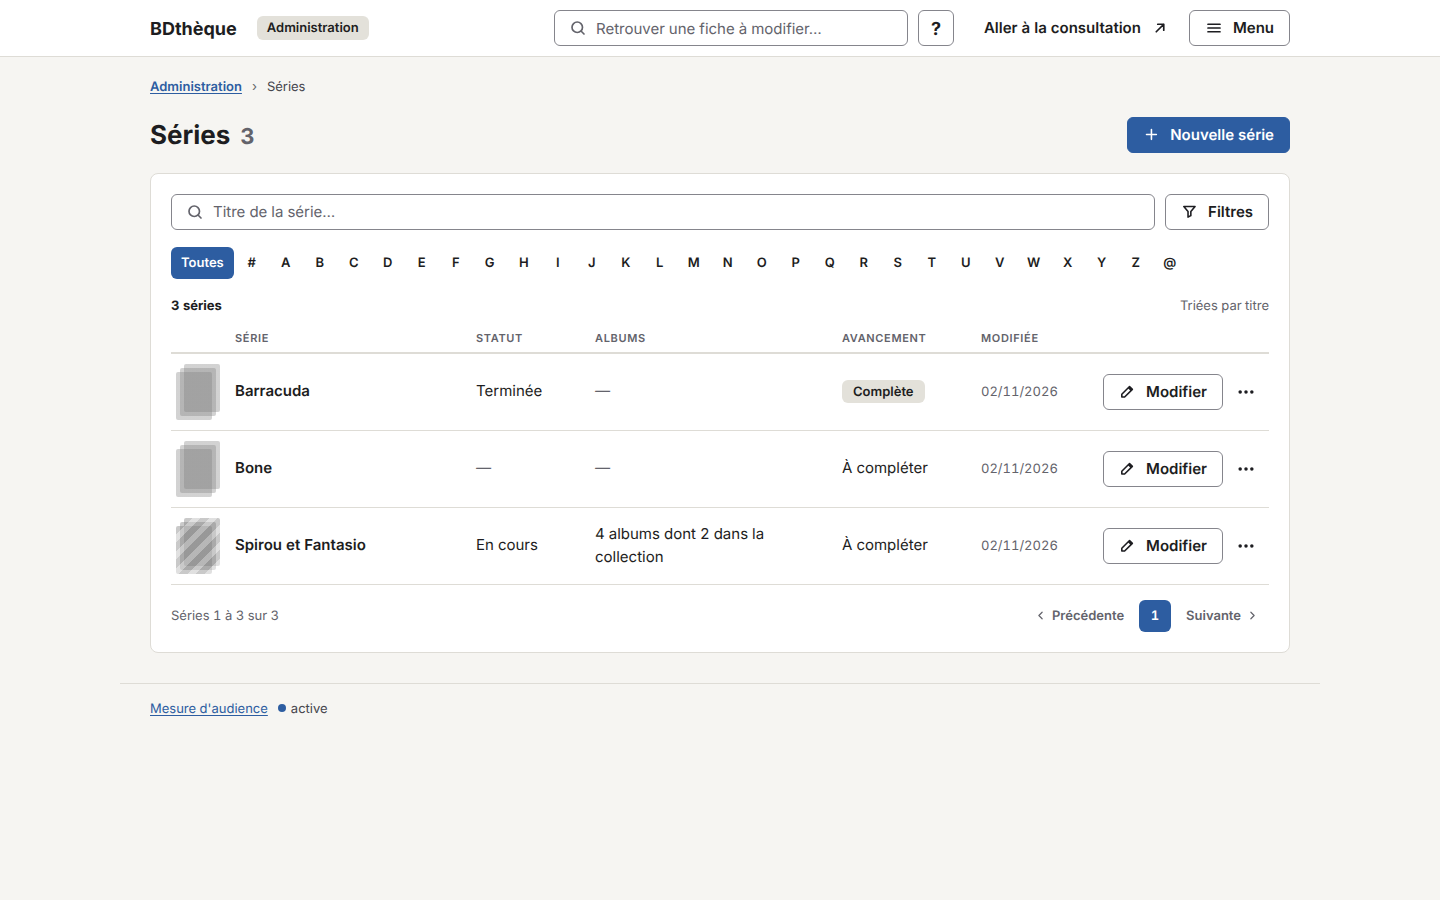 BDthèque Administration Retrouver une fiche à modifier... ? Aller à la consultation Menu
Administration › Séries
Séries 3 Nouvelle série
Titre de la série... Filtres
Toutes # A B C D E F G H I J K L M N O P Q R S T U V W X Y Z @
3 séries Triées par titre
SÉRIE STATUT ALBUMS AVANCEMENT MODIFIÉE
Barracuda Terminée — Complète 02/11/2026 Modifier
Bone — — À compléter 02/11/2026 Modifier
Spirou et Fantasio En cours 4 albums dont 2 dans la collection À compléter 02/11/2026 Modifier
Séries 1 à 3 sur 3 Précédente 1 Suivante
Mesure d'audience active